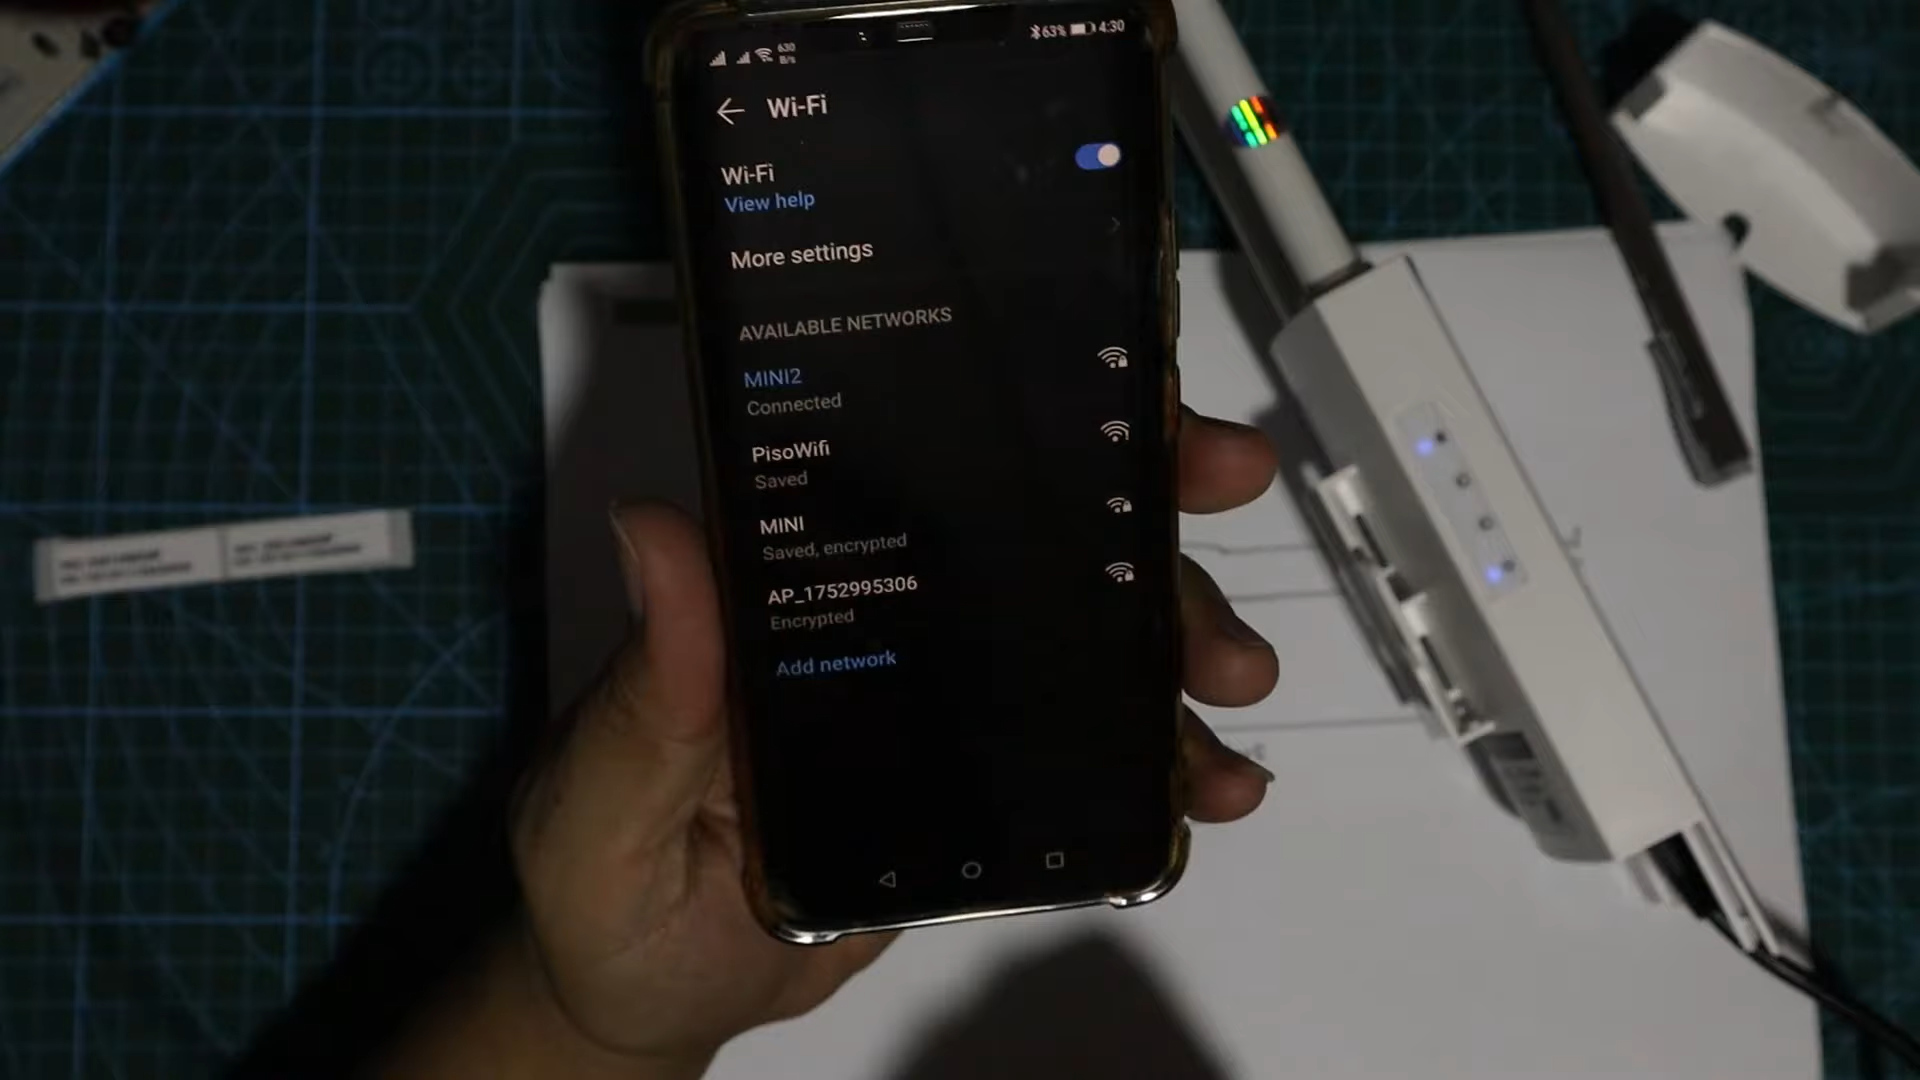 630
B/s
63% 4:30
Wi-Fi
Wi-Fi
View help
More settings
AVAILABLE NETWORKS
MINI2
Connected
PisoWifi
Saved
MINI
Saved, encrypted
AP_1752995306
Encrypted
Add network